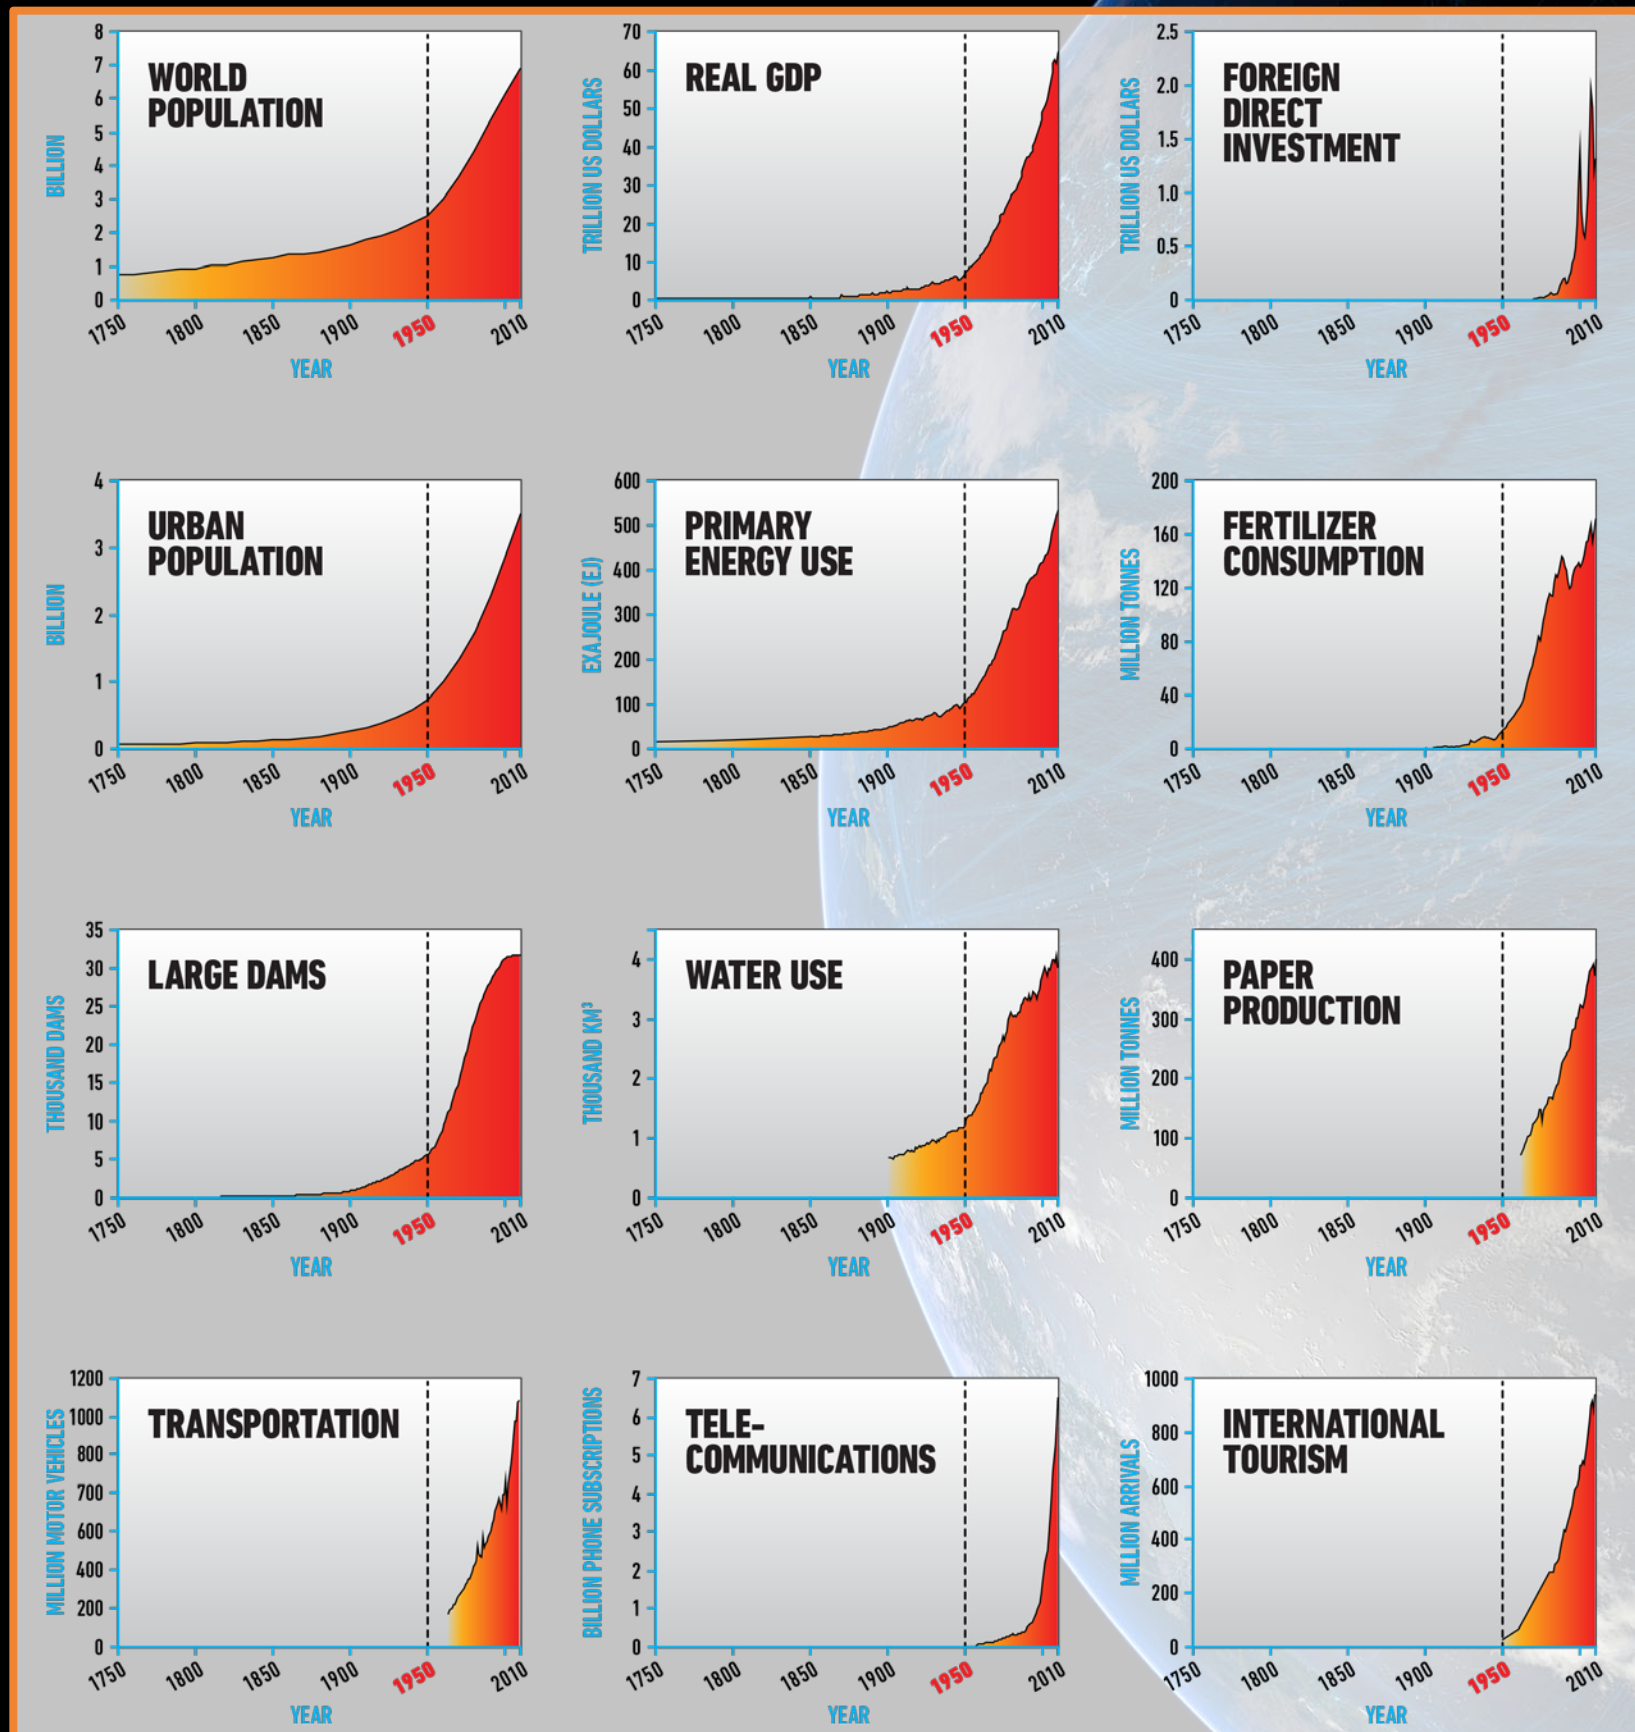 WORLD
POPULATION
BILLION
8
7
6
5
4
3
2
1
0
1750 1800 1850 1900 1950 2010
YEAR
REAL GDP
TRILLION US DOLLARS
70
60
50
40
30
20
10
0
1750 1800 1850 1900 1950 2010
YEAR
FOREIGN
DIRECT
INVESTMENT
TRILLION US DOLLARS
2.5
2.0
1.5
1.0
0.5
0
1750 1800 1850 1900 1950 2010
YEAR
URBAN
POPULATION
BILLION
4
3
2
1
0
1750 1800 1850 1900 1950 2010
YEAR
PRIMARY
ENERGY USE
EXAJOULE (EJ)
600
500
400
300
200
100
0
1750 1800 1850 1900 1950 2010
YEAR
FERTILIZER
CONSUMPTION
MILLION TONNES
200
160
120
80
40
0
1750 1800 1850 1900 1950 2010
YEAR
LARGE DAMS
THOUSAND DAMS
35
30
25
20
15
10
5
0
1750 1800 1850 1900 1950 2010
YEAR
WATER USE
THOUSAND KM³
4
3
2
1
0
1750 1800 1850 1900 1950 2010
YEAR
PAPER
PRODUCTION
MILLION TONNES
400
300
200
100
0
1750 1800 1850 1900 1950 2010
YEAR
TRANSPORTATION
MILLION MOTOR VEHICLES
1200
1000
800
700
600
400
200
0
1750 1800 1850 1900 1950 2010
YEAR
TELE-
COMMUNICATIONS
BILLION PHONE SUBSCRIPTIONS
7
6
5
4
3
2
1
0
1750 1800 1850 1900 1950 2010
YEAR
INTERNATIONAL
TOURISM
MILLION ARRIVALS
1000
800
600
400
200
0
1750 1800 1850 1900 1950 2010
YEAR